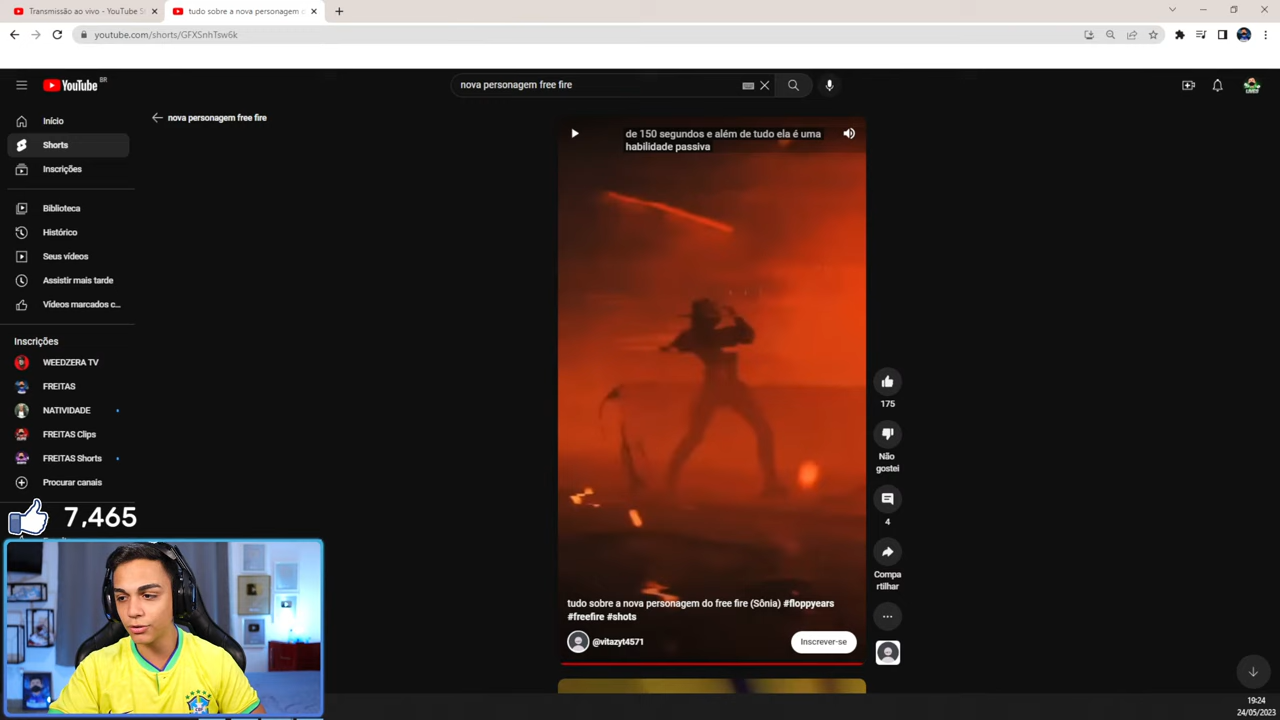 Transmissão ao vivo - YouTube S
tudo sobre a nova personagem d
youtube.com/shorts/GFXSnhTsw6k
YouTube BR
nova personagem free fire
nova personagem free fire
Início
Shorts
Inscrições
Biblioteca
Histórico
Seus vídeos
Assistir mais tarde
Vídeos marcados c...
Inscrições
WEEDZERA TV
FREITAS
NATIVIDADE
FREITAS Clips
FREITAS Shorts
Procurar canais
7,465
de 150 segundos e além de tudo ela é uma
habilidade passiva
175
Não
gostei
4
Compa
rtilhar
tudo sobre a nova personagem do free fire (Sônia) #floppyears
#freefire #shots
@vitazyt4571
Inscrever-se
19:24
24/05/2023